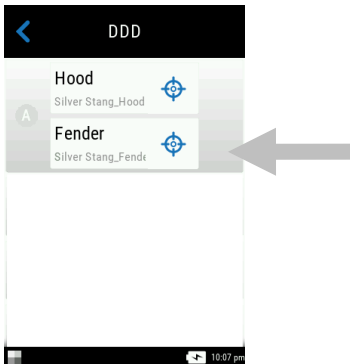 DDD
Hood
Silver Stang_Hood
A
Fender
Silver Stang_Fende
10:07 pm